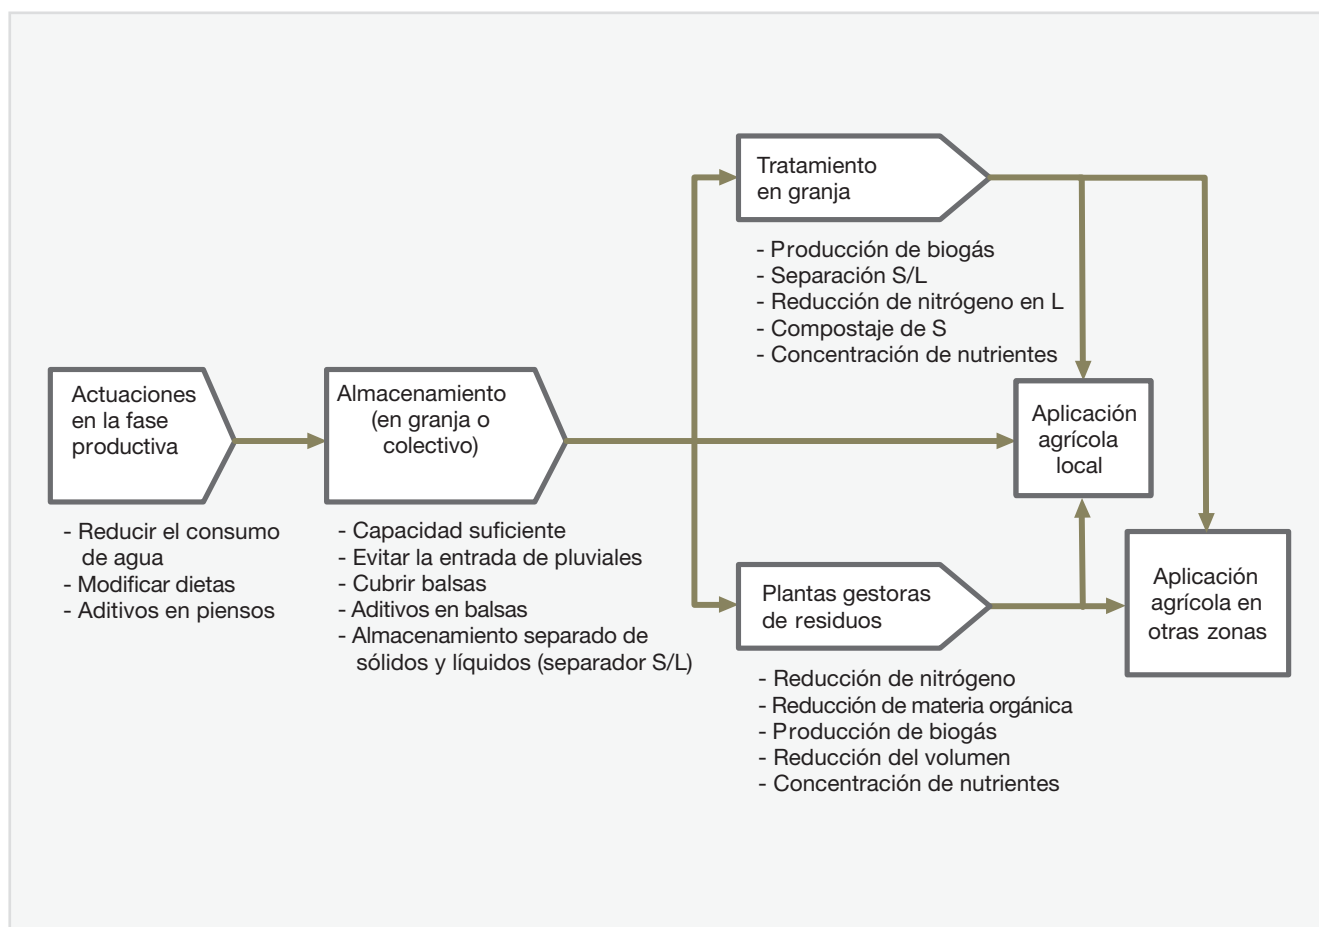 Actuaciones
en la fase
productiva
- Reducir el consumo
de agua
- Modificar dietas
- Aditivos en piensos
Almacenamiento
(en granja o
colectivo)
- Capacidad suficiente
- Evitar la entrada de pluviales
- Cubrir balsas
- Aditivos en balsas
- Almacenamiento separado de
sólidos y líquidos (separador S/L)
Tratamiento
en granja
- Producción de biogás
- Separación S/L
- Reducción de nitrógeno en L
- Compostaje de S
- Concentración de nutrientes
Plantas gestoras
de residuos
- Reducción de nitrógeno
- Reducción de materia orgánica
- Producción de biogás
- Reducción del volumen
- Concentración de nutrientes
Aplicación
agrícola
local
Aplicación
agrícola en
otras zonas